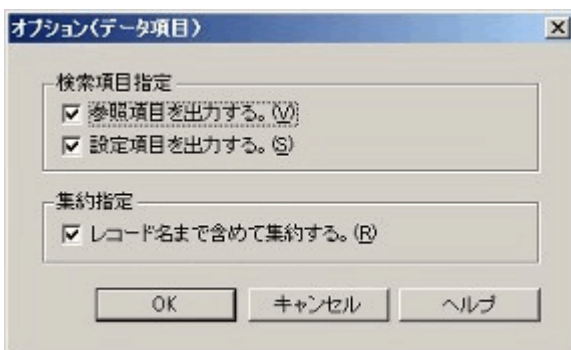 オプション(データ項目)
検索項目指定
参照項目を出力する。(V)
設定項目を出力する。(S)
集約指定
レコード名まで含めて集約する。(R)
OK キャンセル ヘルプ